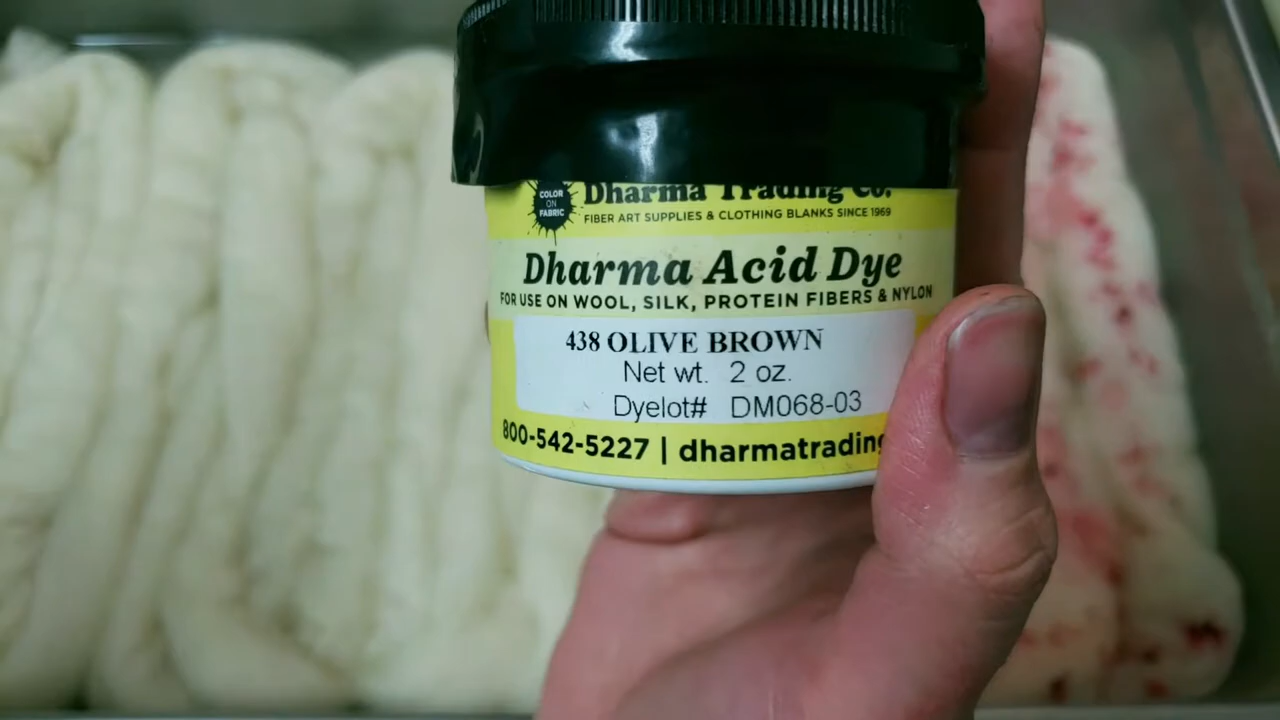 COLOR
ON
FABRIC
Dharma Trading Co.
FIBER ART SUPPLIES & CLOTHING BLANKS SINCE 1969
Dharma Acid Dye
FOR USE ON WOOL, SILK, PROTEIN FIBERS & NYLON
438 OLIVE BROWN
Net wt. 2 oz.
Dyelot# DM068-03
800-542-5227 | dharmatrading